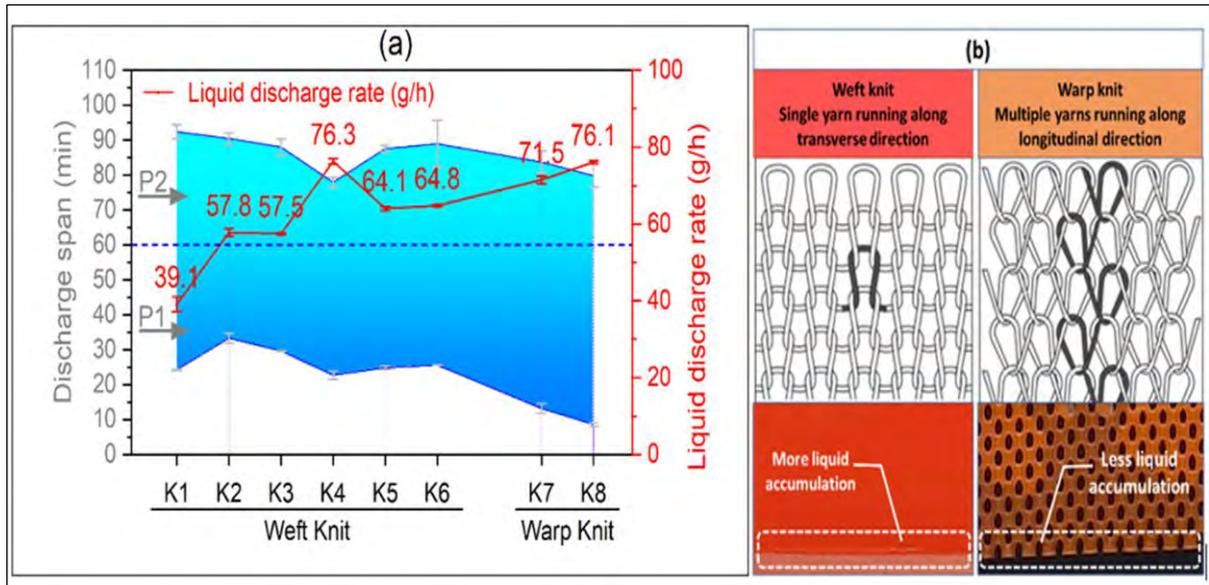 (a)
110
100
90
80
70
60
50
40
30
20
10
0
Discharge span (min)
P2
P1
Liquid discharge rate (g/h)
39.1
57.8
57.5
76.3
64.1
64.8
71.5
76.1
100
80
60
40
20
0
Liquid discharge rate (g/h)
K1 K2 K3 K4 K5 K6 K7 K8
Weft Knit Warp Knit
(b)
Weft knit
Single yarn running along
transverse direction
Warp knit
Multiple yarns running along
longitudinal direction
More liquid
accumulation
Less liquid
accumulation